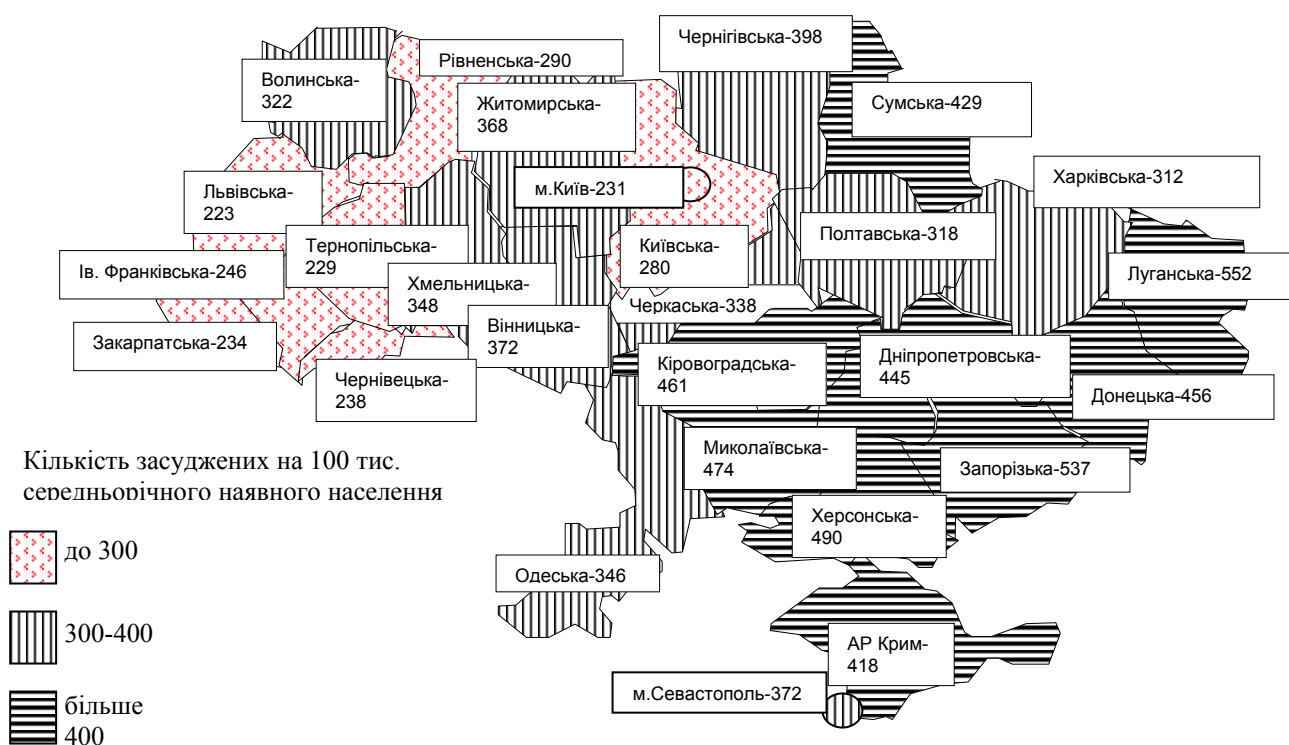 Чернігівська-398
Рівненська-290
Волинська-
322
Житомирська-
368
Сумська-429
м.Київ-231
Харківська-312
Львівська-
223
Тернопільська-
229
Київська-
280
Полтавська-318
Ів. Франківська-246
Хмельницька-
348
Луганська-552
Черкаська-338
Закарпатська-234
Вінницька-
372
Кіровоградська-
461
Дніпропетровська-
445
Чернівецька-
238
Донецька-456
Миколаївська-
474
Запорізька-537
Кількість засуджених на 100 тис.
середньорічного наявного населення
Херсонська-
490
до 300
Одеська-346
300-400
АР Крим-
418
м.Севастополь-372
більше
400